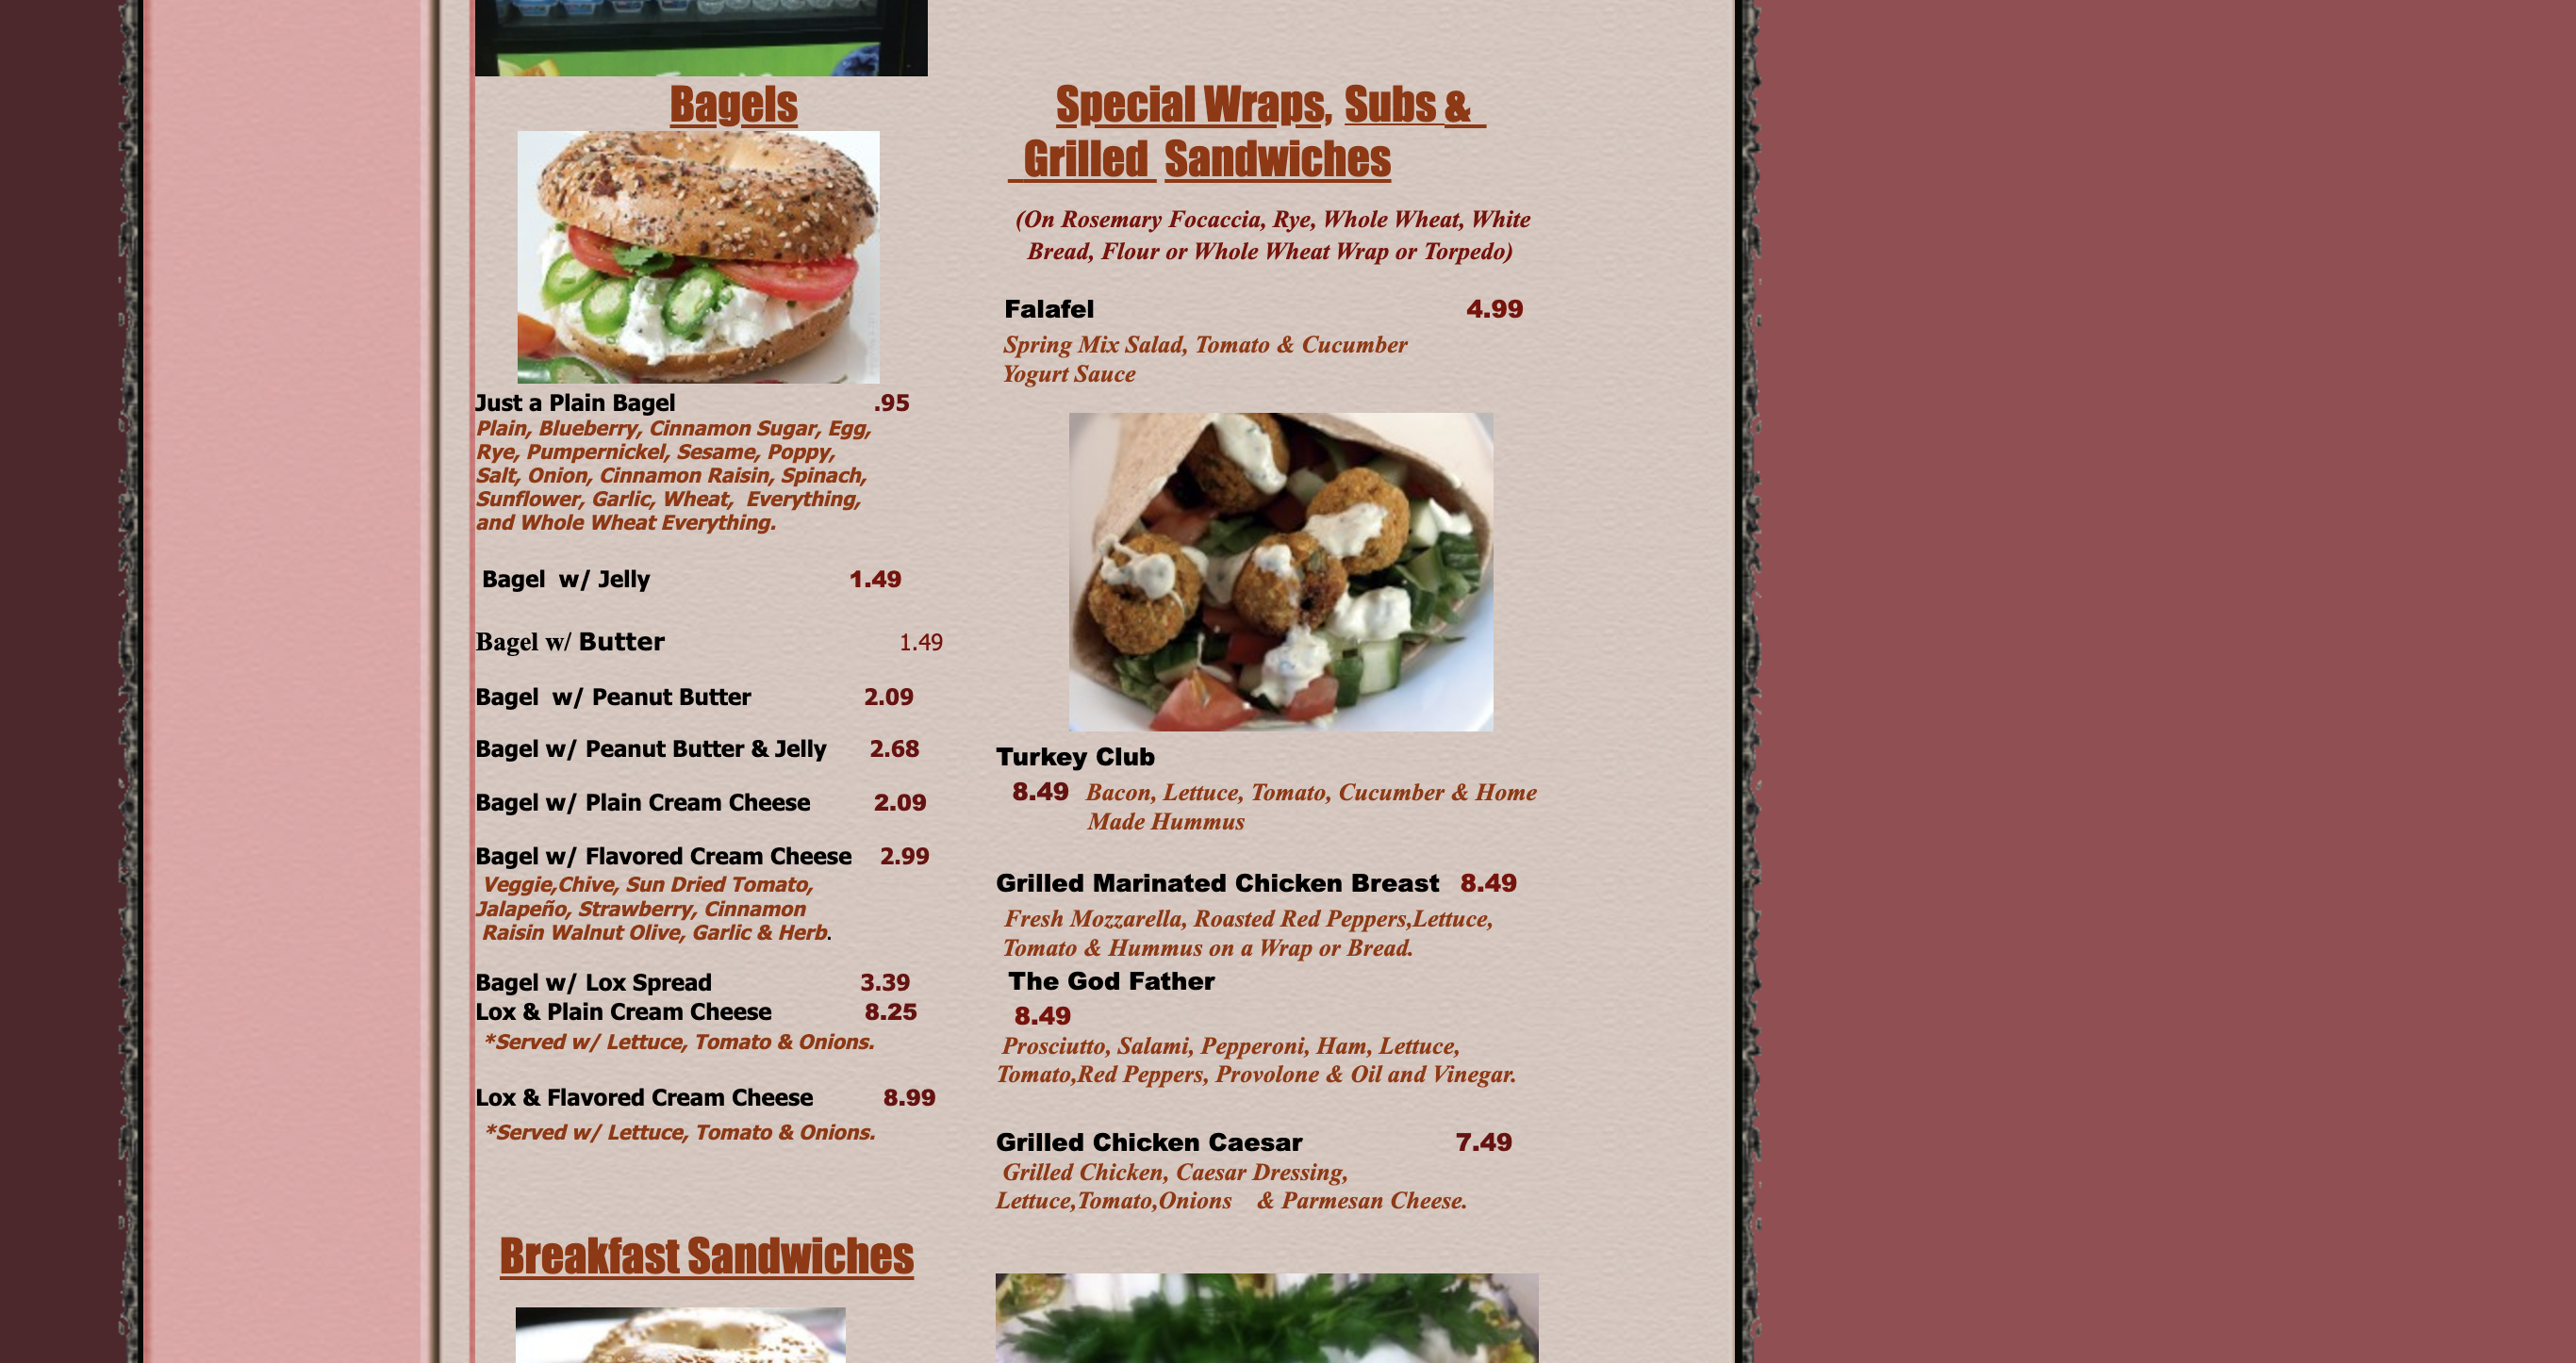 Bagels
Just a Plain Bagel .95
Plain, Blueberry, Cinnamon Sugar, Egg,
Rye, Pumpernickel, Sesame, Poppy,
Salt, Onion, Cinnamon Raisin, Spinach,
Sunflower, Garlic, Wheat, Everything,
and Whole Wheat Everything.
Bagel w/ Jelly 1.49
Bagel w/ Butter 1.49
Bagel w/ Peanut Butter 2.09
Bagel w/ Peanut Butter & Jelly 2.68
Bagel w/ Plain Cream Cheese 2.09
Bagel w/ Flavored Cream Cheese 2.99
Veggie,Chive, Sun Dried Tomato,
Jalapeño, Strawberry, Cinnamon
Raisin Walnut Olive, Garlic & Herb.
Bagel w/ Lox Spread 3.39
Lox & Plain Cream Cheese 8.25
*Served w/ Lettuce, Tomato & Onions.
Lox & Flavored Cream Cheese 8.99
*Served w/ Lettuce, Tomato & Onions.
Breakfast Sandwiches
Special Wraps, Subs &
Grilled Sandwiches
(On Rosemary Focaccia, Rye, Whole Wheat, White
Bread, Flour or Whole Wheat Wrap or Torpedo)
Falafel 4.99
Spring Mix Salad, Tomato & Cucumber
Yogurt Sauce
Turkey Club
8.49 Bacon, Lettuce, Tomato, Cucumber & Home
Made Hummus
Grilled Marinated Chicken Breast 8.49
Fresh Mozzarella, Roasted Red Peppers,Lettuce,
Tomato & Hummus on a Wrap or Bread.
The God Father
8.49
Prosciutto, Salami, Pepperoni, Ham, Lettuce,
Tomato,Red Peppers, Provolone & Oil and Vinegar.
Grilled Chicken Caesar 7.49
Grilled Chicken, Caesar Dressing,
Lettuce,Tomato,Onions & Parmesan Cheese.